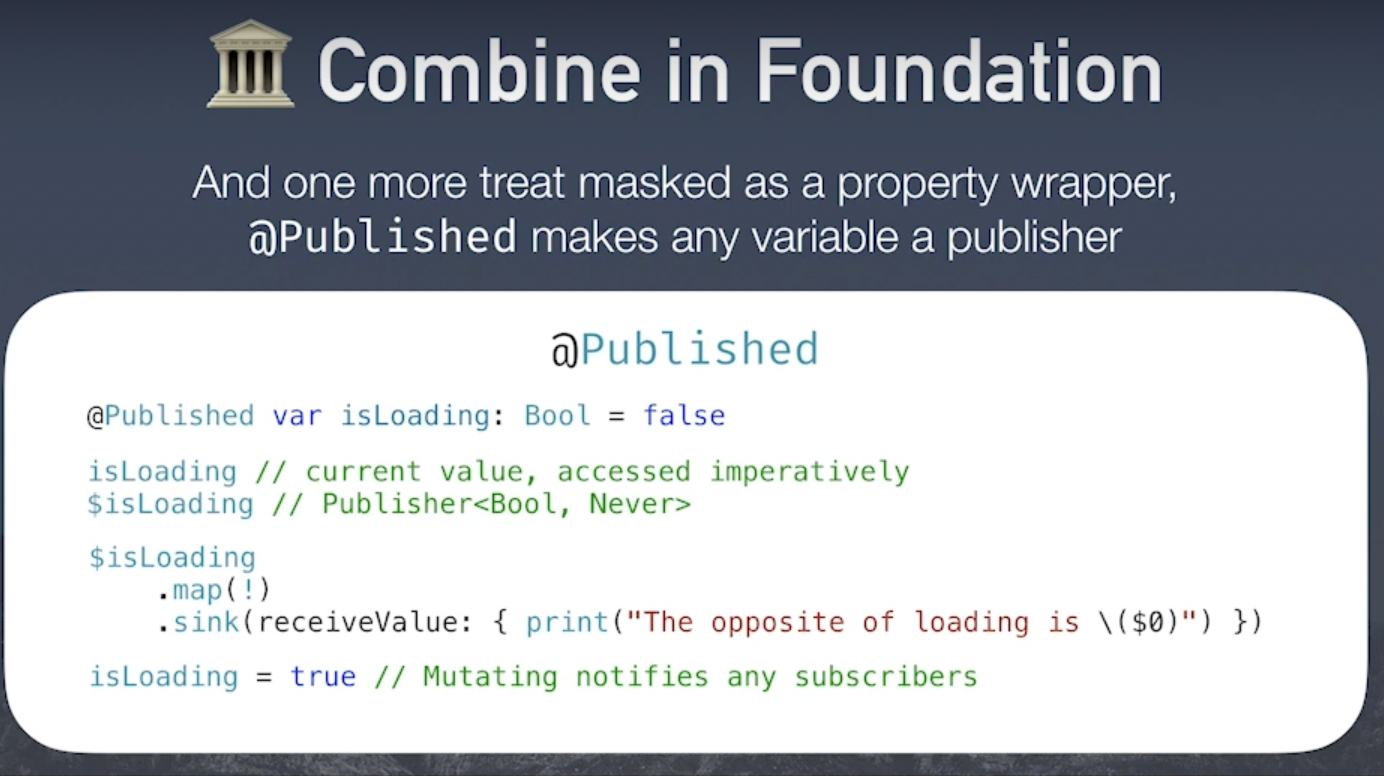 Combine in Foundation
And one more treat masked as a property wrapper,
@Published makes any variable a publisher
@Published
@Published var isLoading: Bool = false
isLoading // current value, accessed imperatively
$isLoading // Publisher<Bool, Never>
$isLoading
    .map(!)
    .sink(receiveValue: { print("The opposite of loading is \($0)") })
isLoading = true // Mutating notifies any subscribers